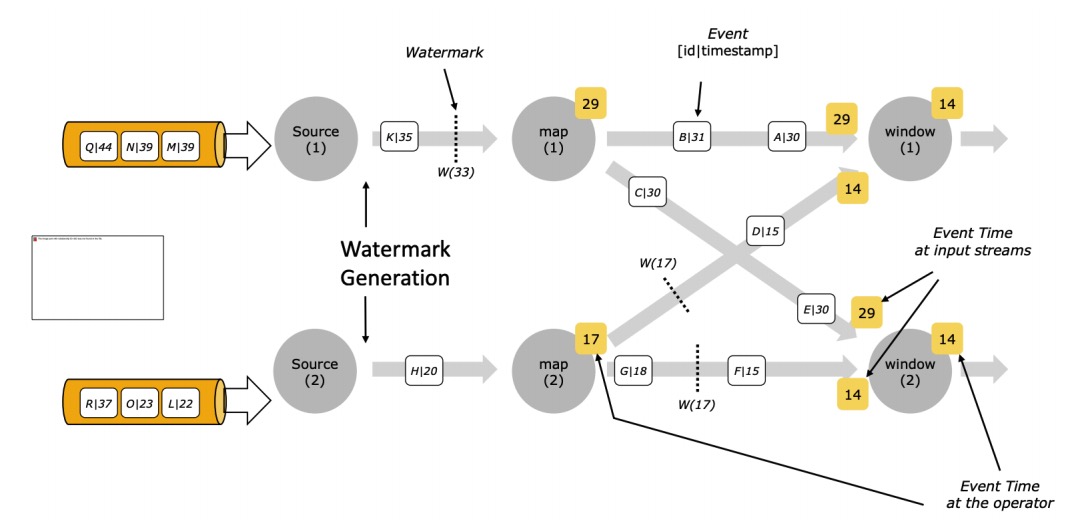 Event
[id|timestamp]
Watermark
29
14
29
Q|44
N|39
M|39
Source
(1)
K|35
W(33)
map
(1)
B|31
A|30
window
(1)
C|30
14
D|15
Event Time
at input streams
Watermark
Generation
W(17)
E|30
29
17
14
R|37
O|23
L|22
Source
(2)
H|20
map
(2)
G|18
W(17)
F|15
14
window
(2)
Event Time
at the operator